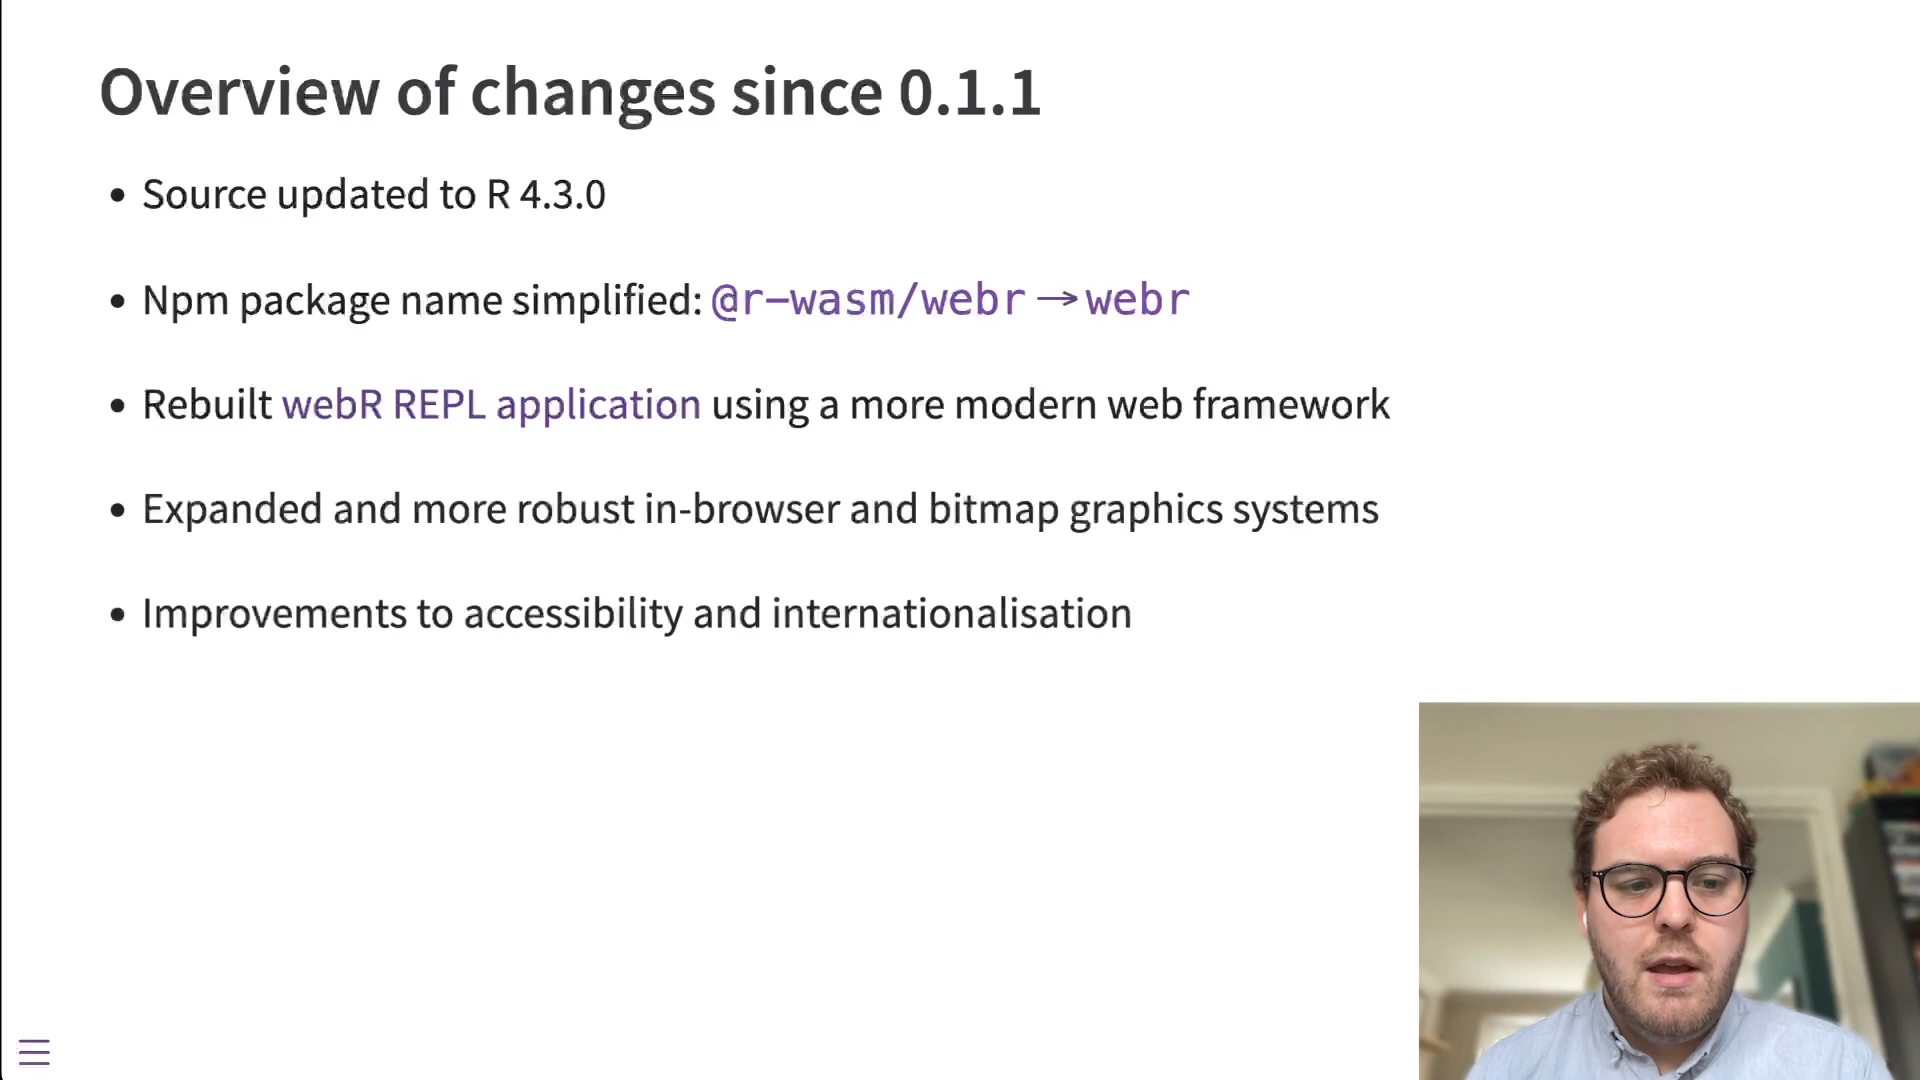 Overview of changes since 0.1.1
• Source updated to R 4.3.0
• Npm package name simplified: @r-wasm/webr → webr
• Rebuilt webR REPL application using a more modern web framework
• Expanded and more robust in-browser and bitmap graphics systems
• Improvements to accessibility and internationalisation